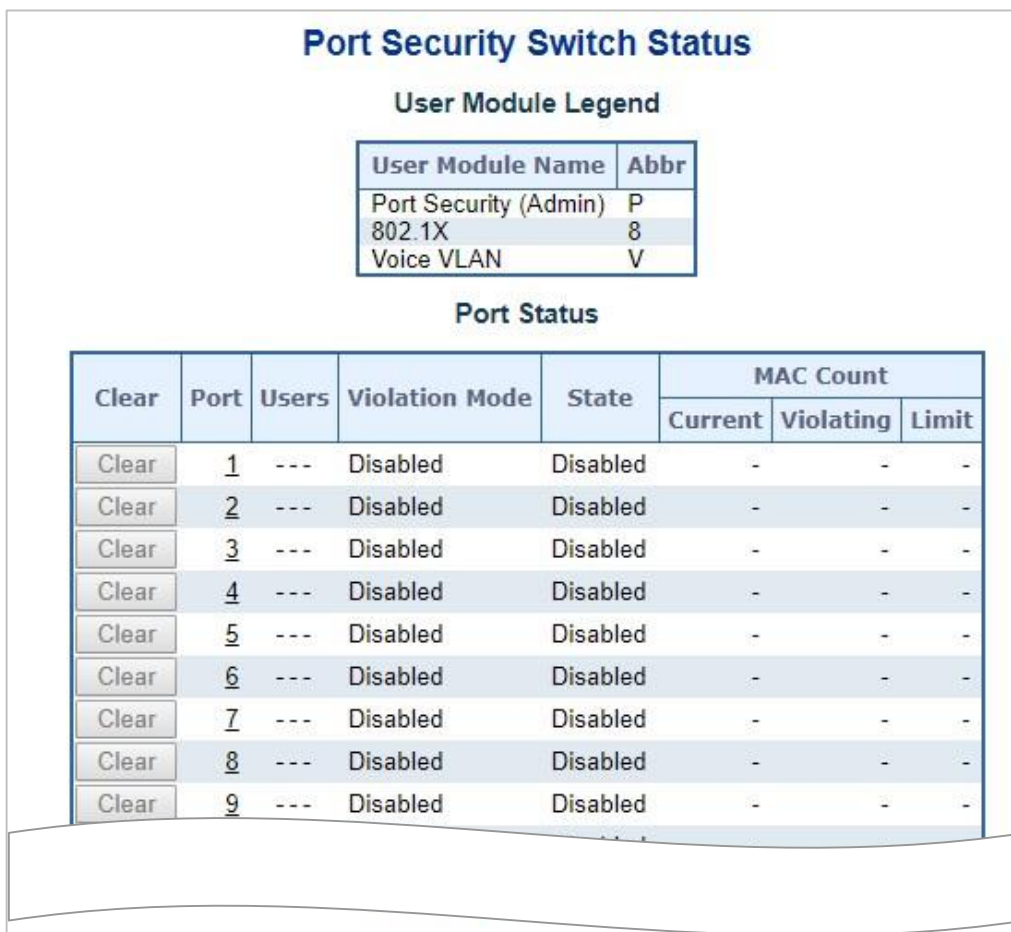 Port Security Switch Status
User Module Legend
User Module Name Abbr
Port Security (Admin) P
802.1X 8
Voice VLAN V
Port Status
Clear Port Users Violation Mode State MAC Count
Current Violating Limit
Clear 1 --- Disabled Disabled - - -
Clear 2 --- Disabled Disabled - - -
Clear 3 --- Disabled Disabled - - -
Clear 4 --- Disabled Disabled - - -
Clear 5 --- Disabled Disabled - - -
Clear 6 --- Disabled Disabled - - -
Clear 7 --- Disabled Disabled - - -
Clear 8 --- Disabled Disabled - - -
Clear 9 --- Disabled Disabled - - -